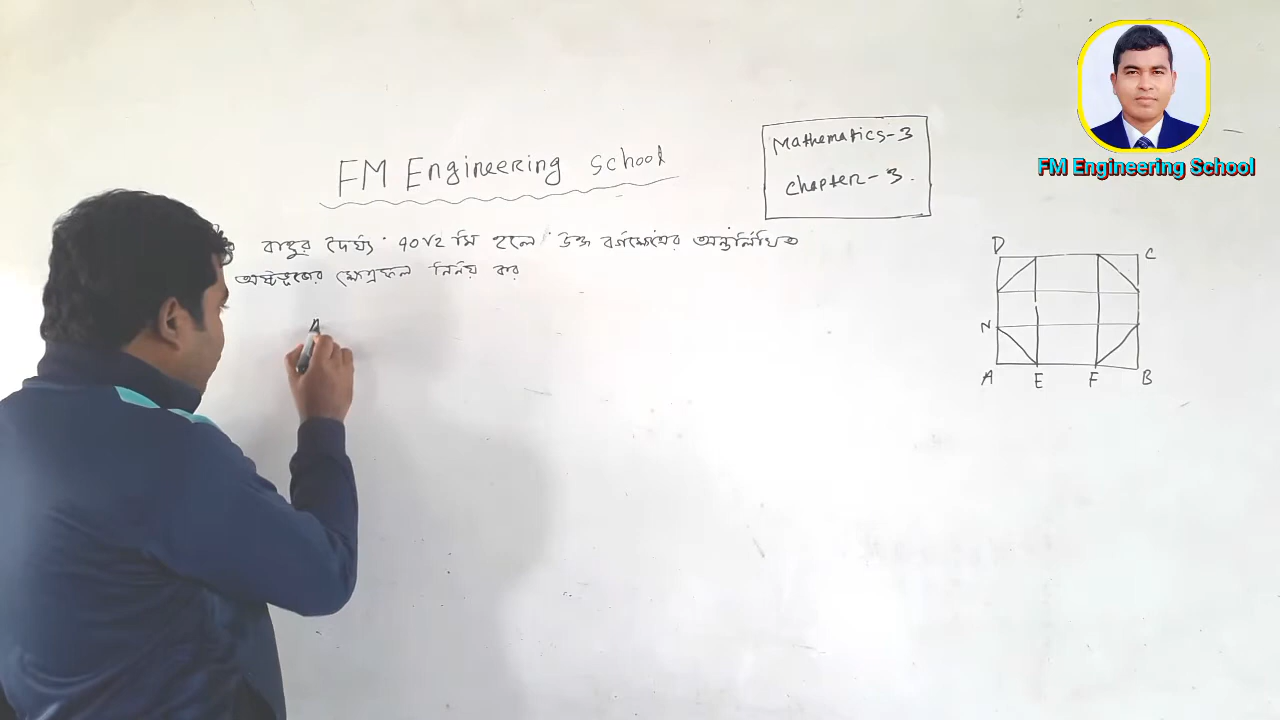 FM Engineering School
Mathematics-3
Chapter-3.
FM Engineering School
বাহুর দৈর্ঘ্য 70√2 মি হলে উক্ত বর্গক্ষেত্রের অন্তর্লিখিত
অষ্টভুজের ক্ষেত্রফল নির্নয় কর
D C
N
A E F B